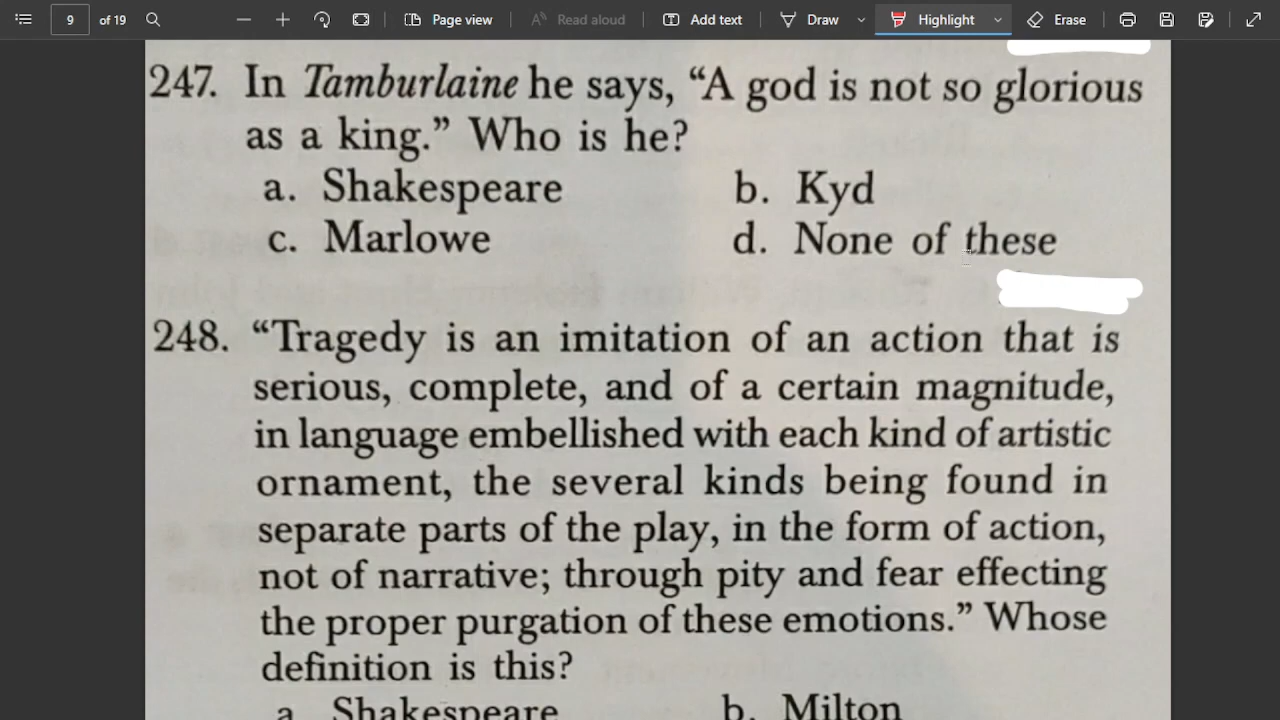 9 of 19 Page view Read aloud Add text Draw Highlight Erase
247. In Tamburlaine he says, “A god is not so glorious
as a king.” Who is he?
a. Shakespeare b. Kyd
c. Marlowe d. None of these
248. “Tragedy is an imitation of an action that is
serious, complete, and of a certain magnitude,
in language embellished with each kind of artistic
ornament, the several kinds being found in
separate parts of the play, in the form of action,
not of narrative; through pity and fear effecting
the proper purgation of these emotions.” Whose
definition is this?
a Shakespeare b. Milton